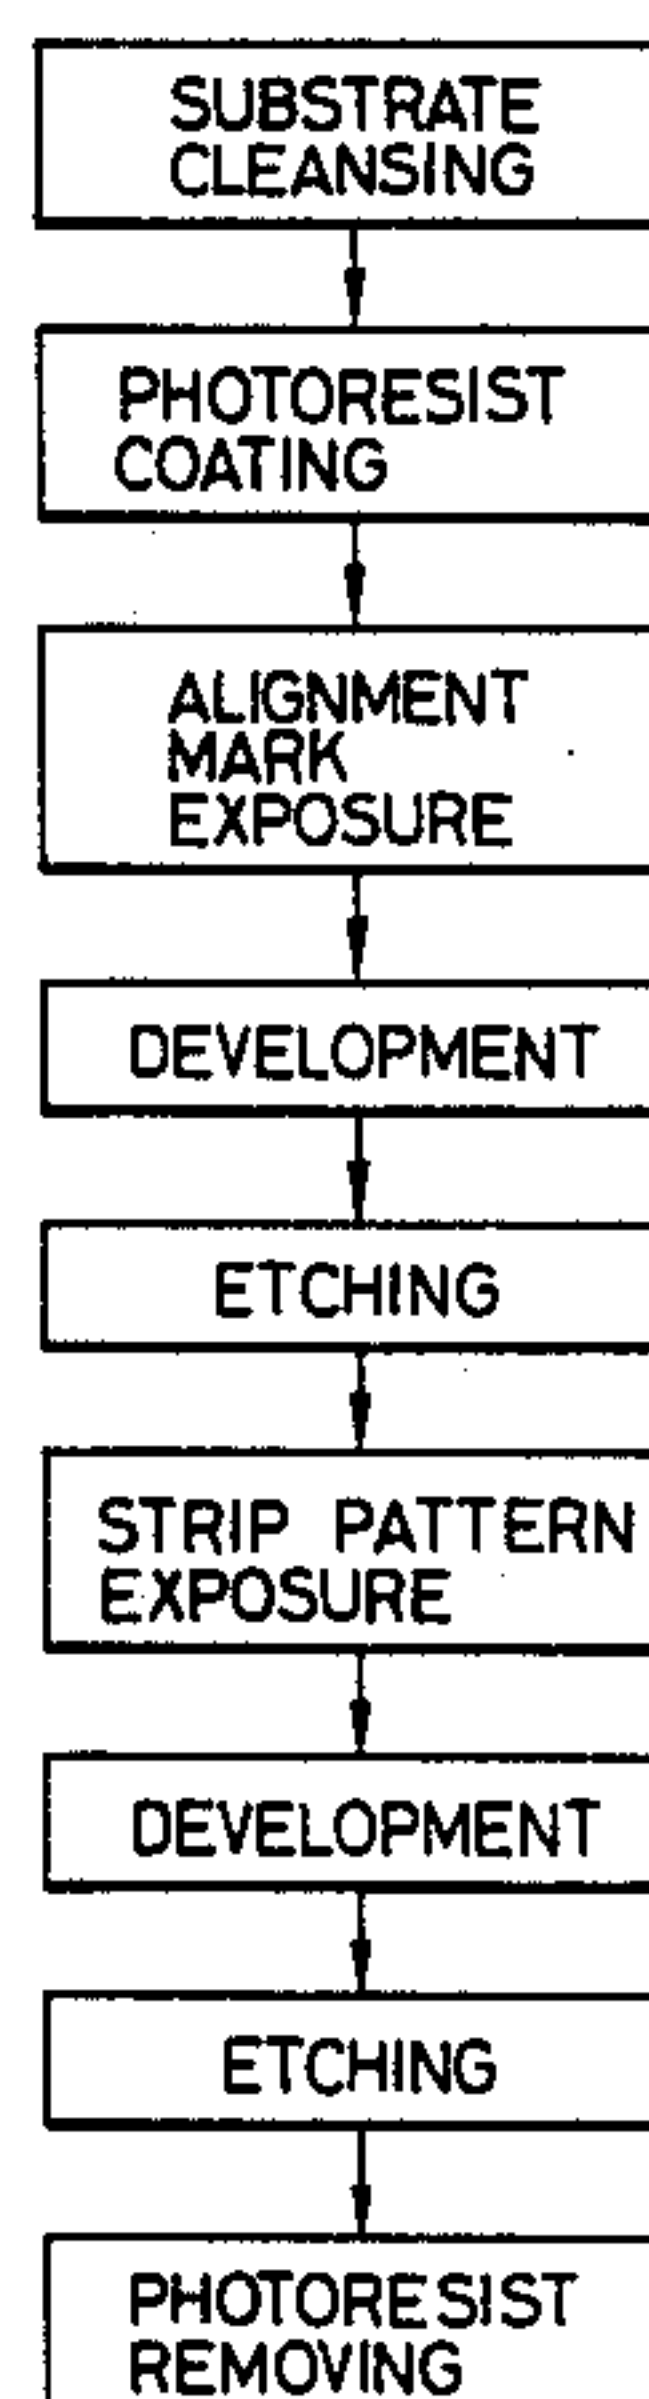 SUBSTRATE
CLEANSING
PHOTORESIST
COATING
ALIGNMENT
MARK
EXPOSURE
DEVELOPMENT
ETCHING
STRIP PATTERN
EXPOSURE
DEVELOPMENT
ETCHING
PHOTORESIST
REMOVING